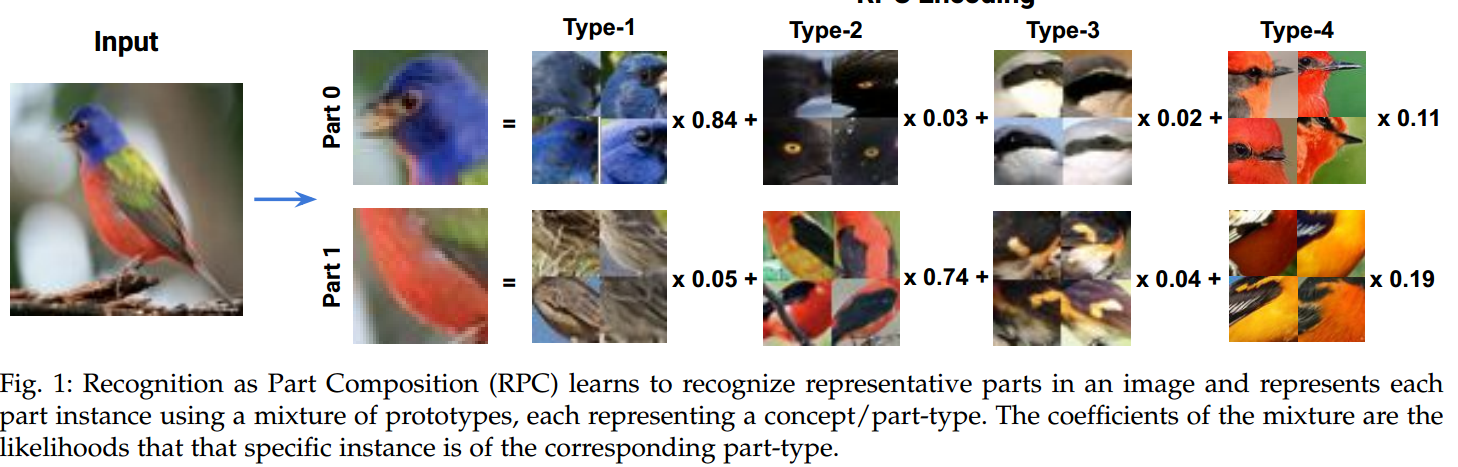 Input
Type-1 Type-2 Type-3 Type-4
Part 0
= x 0.84 + x 0.03 + x 0.02 + x 0.11
Part 1
= x 0.05 + x 0.74 + x 0.04 + x 0.19
Fig. 1: Recognition as Part Composition (RPC) learns to recognize representative parts in an image and represents each
part instance using a mixture of prototypes, each representing a concept/part-type. The coefficients of the mixture are the
likelihoods that that specific instance is of the corresponding part-type.